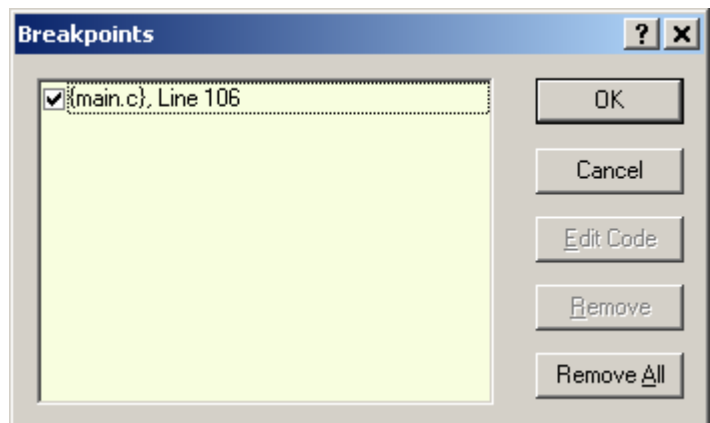 Breakpoints
{main.c}, Line 106
OK
Cancel
Edit Code
Remove
Remove All